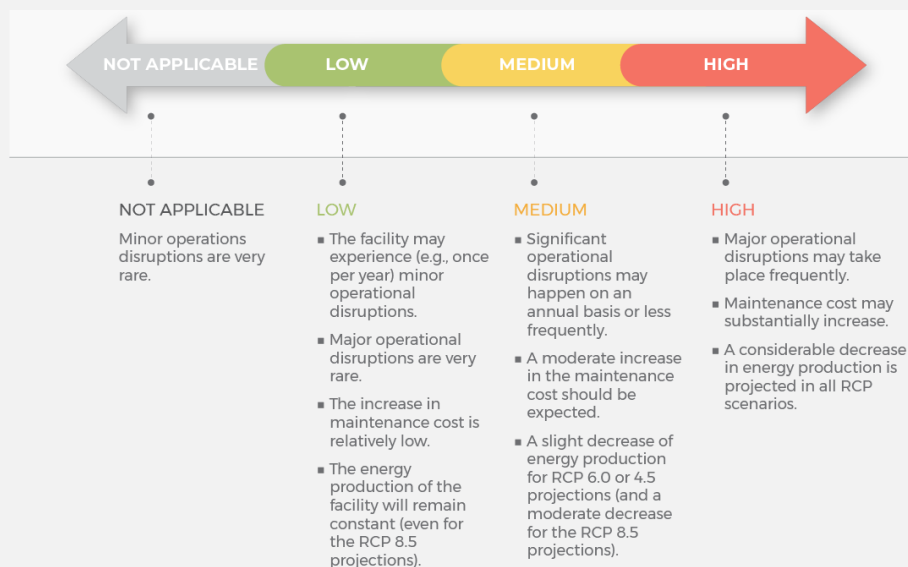 NOT APPLICABLE
LOW
MEDIUM
HIGH
NOT APPLICABLE
Minor operations
disruptions are very
rare.
LOW
▪ The facility may
experience (e.g., once
per year) minor
operational
disruptions.
▪ Major operational
disruptions are very
rare.
▪ The increase in
maintenance cost is
relatively low.
▪ The energy
production of the
facility will remain
constant (even for
the RCP 8.5
projections).
MEDIUM
▪ Significant
operational
disruptions may
happen on an
annual basis or less
frequently.
▪ A moderate increase
in the maintenance
cost should be
expected.
▪ A slight decrease of
energy production
for RCP 6.0 or 4.5
projections (and a
moderate decrease
for the RCP 8.5
projections).
HIGH
▪ Major operational
disruptions may take
place frequently.
▪ Maintenance cost may
substantially increase.
▪ A considerable decrease
in energy production is
projected in all RCP
scenarios.